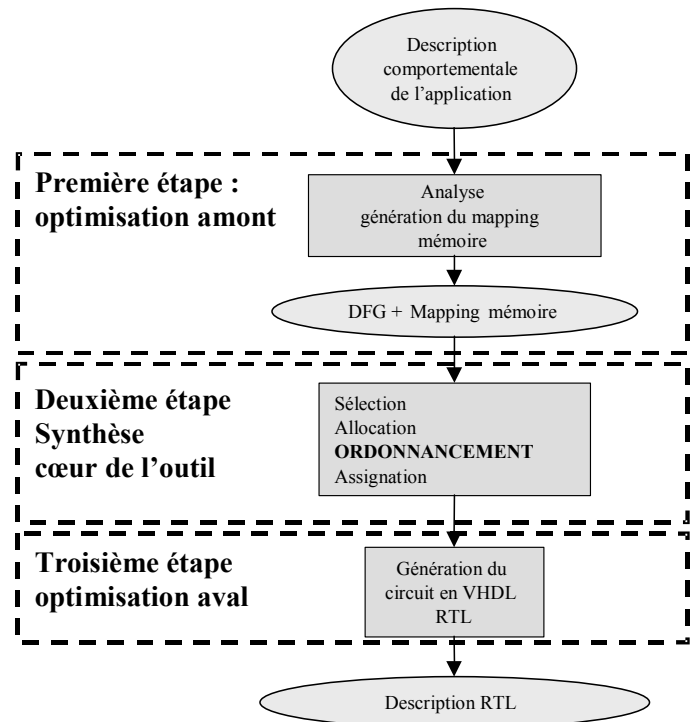 Description
comportementale
de l'application
Première étape :
optimisation amont
Analyse
génération du mapping
mémoire
DFG + Mapping mémoire
Deuxième étape
Synthèse
cœur de l'outil
Sélection
Allocation
ORDONNANCEMENT
Assignation
Troisième étape
optimisation aval
Génération du
circuit en VHDL
RTL
Description RTL